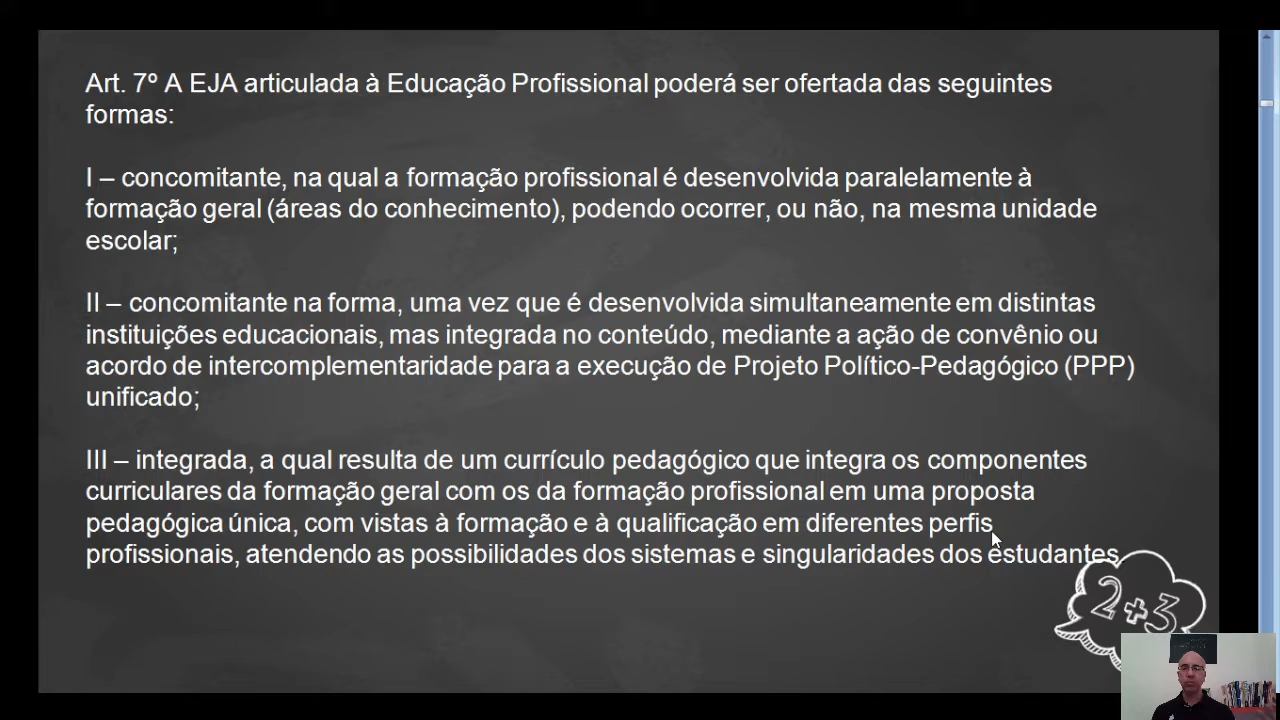 Art. 7º A EJA articulada à Educação Profissional poderá ser ofertada das seguintes
formas:
I – concomitante, na qual a formação profissional é desenvolvida paralelamente à
formação geral (áreas do conhecimento), podendo ocorrer, ou não, na mesma unidade
escolar;
II – concomitante na forma, uma vez que é desenvolvida simultaneamente em distintas
instituições educacionais, mas integrada no conteúdo, mediante a ação de convênio ou
acordo de intercomplementaridade para a execução de Projeto Político-Pedagógico (PPP)
unificado;
III – integrada, a qual resulta de um currículo pedagógico que integra os componentes
curriculares da formação geral com os da formação profissional em uma proposta
pedagógica única, com vistas à formação e à qualificação em diferentes perfis
profissionais, atendendo as possibilidades dos sistemas e singularidades dos estudantes.
2+3